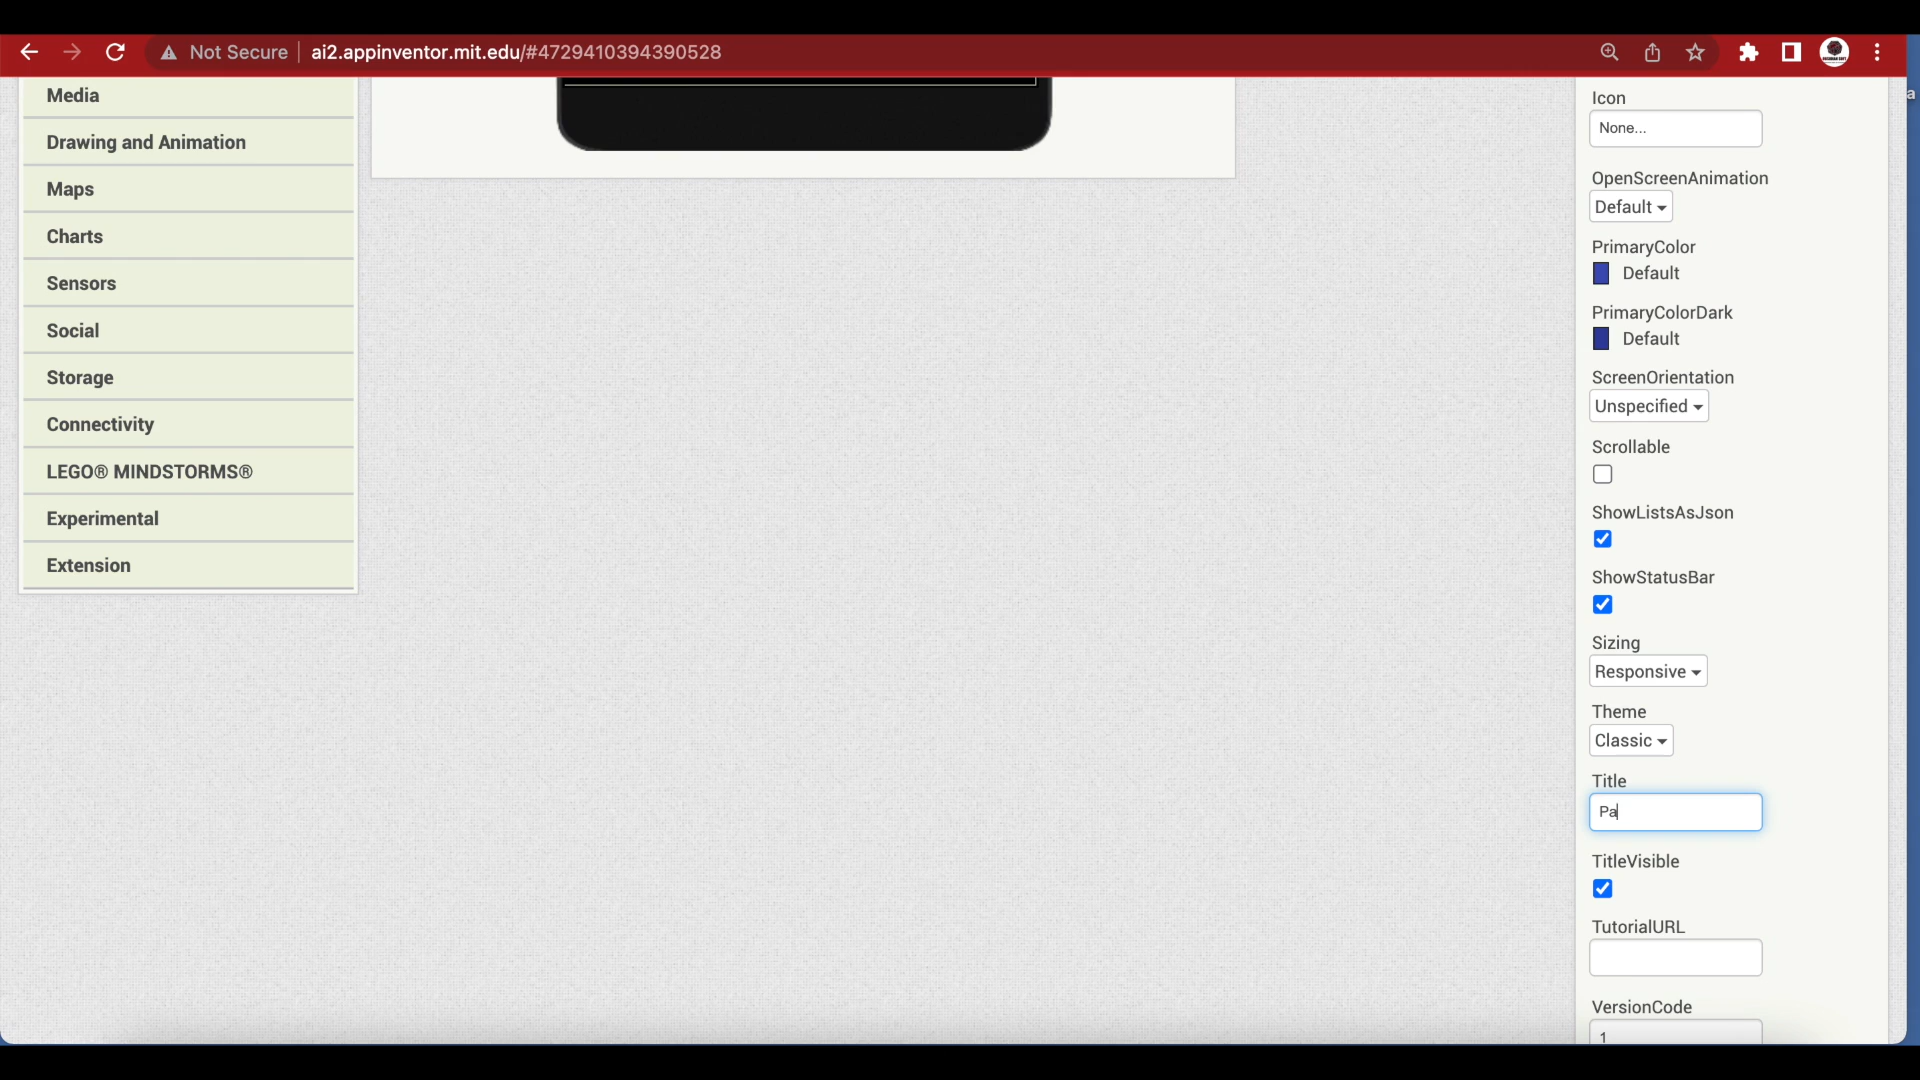 Not Secure ai2.appinventor.mit.edu/#4729410394390528
a
Media
Drawing and Animation
Maps
Charts
Sensors
Social
Storage
Connectivity
LEGO® MINDSTORMS®
Experimental
Extension
Icon
None...
OpenScreenAnimation
Default
PrimaryColor
Default
PrimaryColorDark
Default
ScreenOrientation
Unspecified
Scrollable
ShowListsAsJson
ShowStatusBar
Sizing
Responsive
Theme
Classic
Title
Pa
TitleVisible
TutorialURL
VersionCode
1